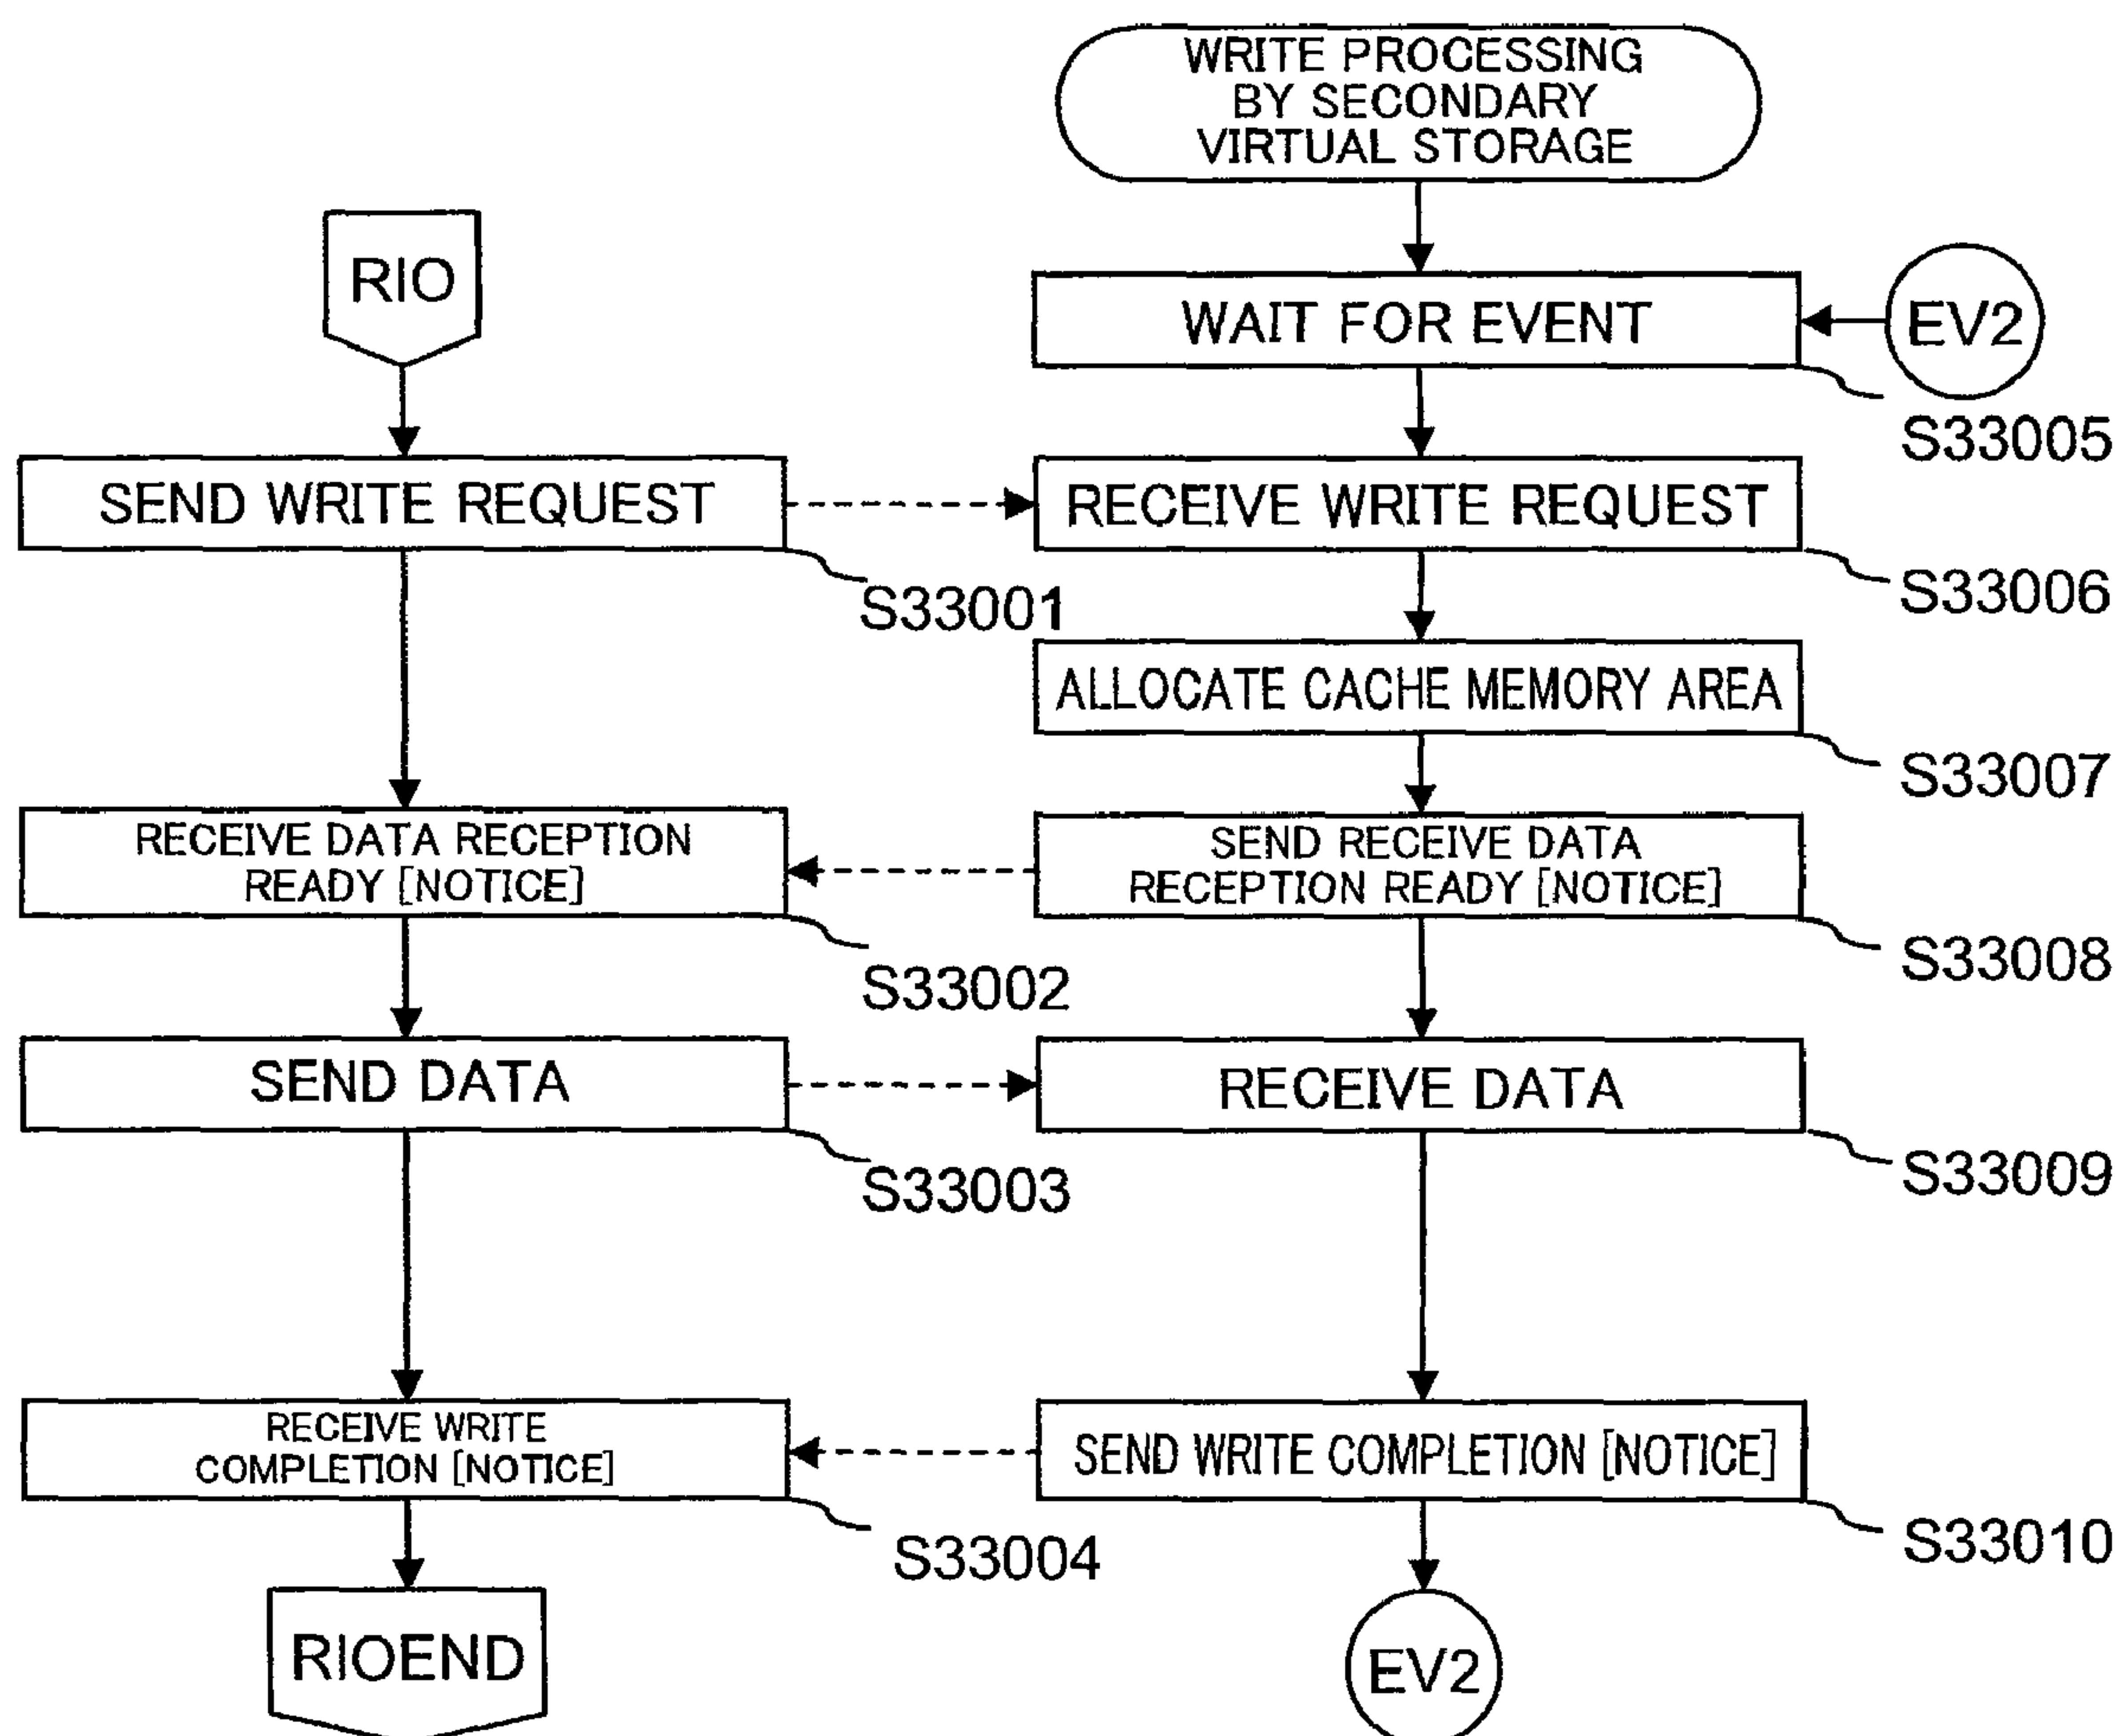 WRITE PROCESSING
BY SECONDARY
VIRTUAL STORAGE
RIO
WAIT FOR EVENT
EV2
S33005
SEND WRITE REQUEST
RECEIVE WRITE REQUEST
S33001
S33006
ALLOCATE CACHE MEMORY AREA
S33007
RECEIVE DATA RECEPTION
READY [NOTICE]
SEND RECEIVE DATA
RECEPTION READY [NOTICE]
S33002
S33008
SEND DATA
RECEIVE DATA
S33003
S33009
RECEIVE WRITE
COMPLETION [NOTICE]
SEND WRITE COMPLETION [NOTICE]
S33004
S33010
RIOEND
EV2